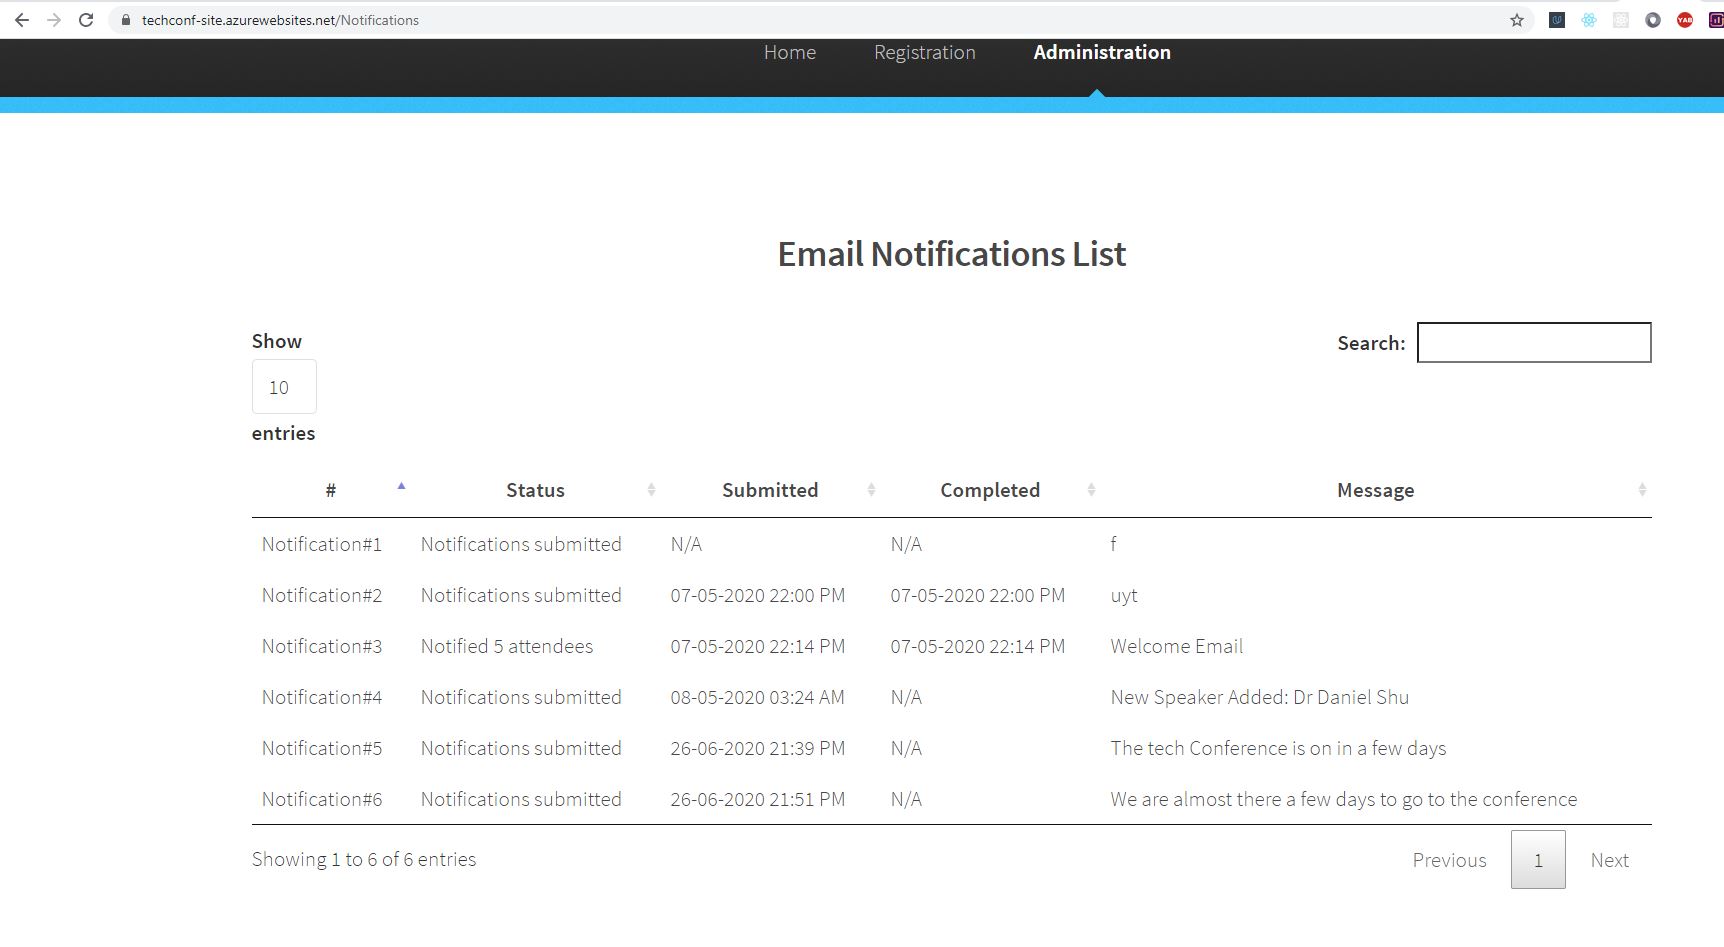 techconf-site.azurewebsites.net/Notifications
Home Registration Administration
Email Notifications List
Show
10
entries
Search:
# Status Submitted Completed Message
Notification#1 Notifications submitted N/A N/A f
Notification#2 Notifications submitted 07-05-2020 22:00 PM 07-05-2020 22:00 PM uyt
Notification#3 Notified 5 attendees 07-05-2020 22:14 PM 07-05-2020 22:14 PM Welcome Email
Notification#4 Notifications submitted 08-05-2020 03:24 AM N/A New Speaker Added: Dr Daniel Shu
Notification#5 Notifications submitted 26-06-2020 21:39 PM N/A The tech Conference is on in a few days
Notification#6 Notifications submitted 26-06-2020 21:51 PM N/A We are almost there a few days to go to the conference
Showing 1 to 6 of 6 entries
Previous 1 Next